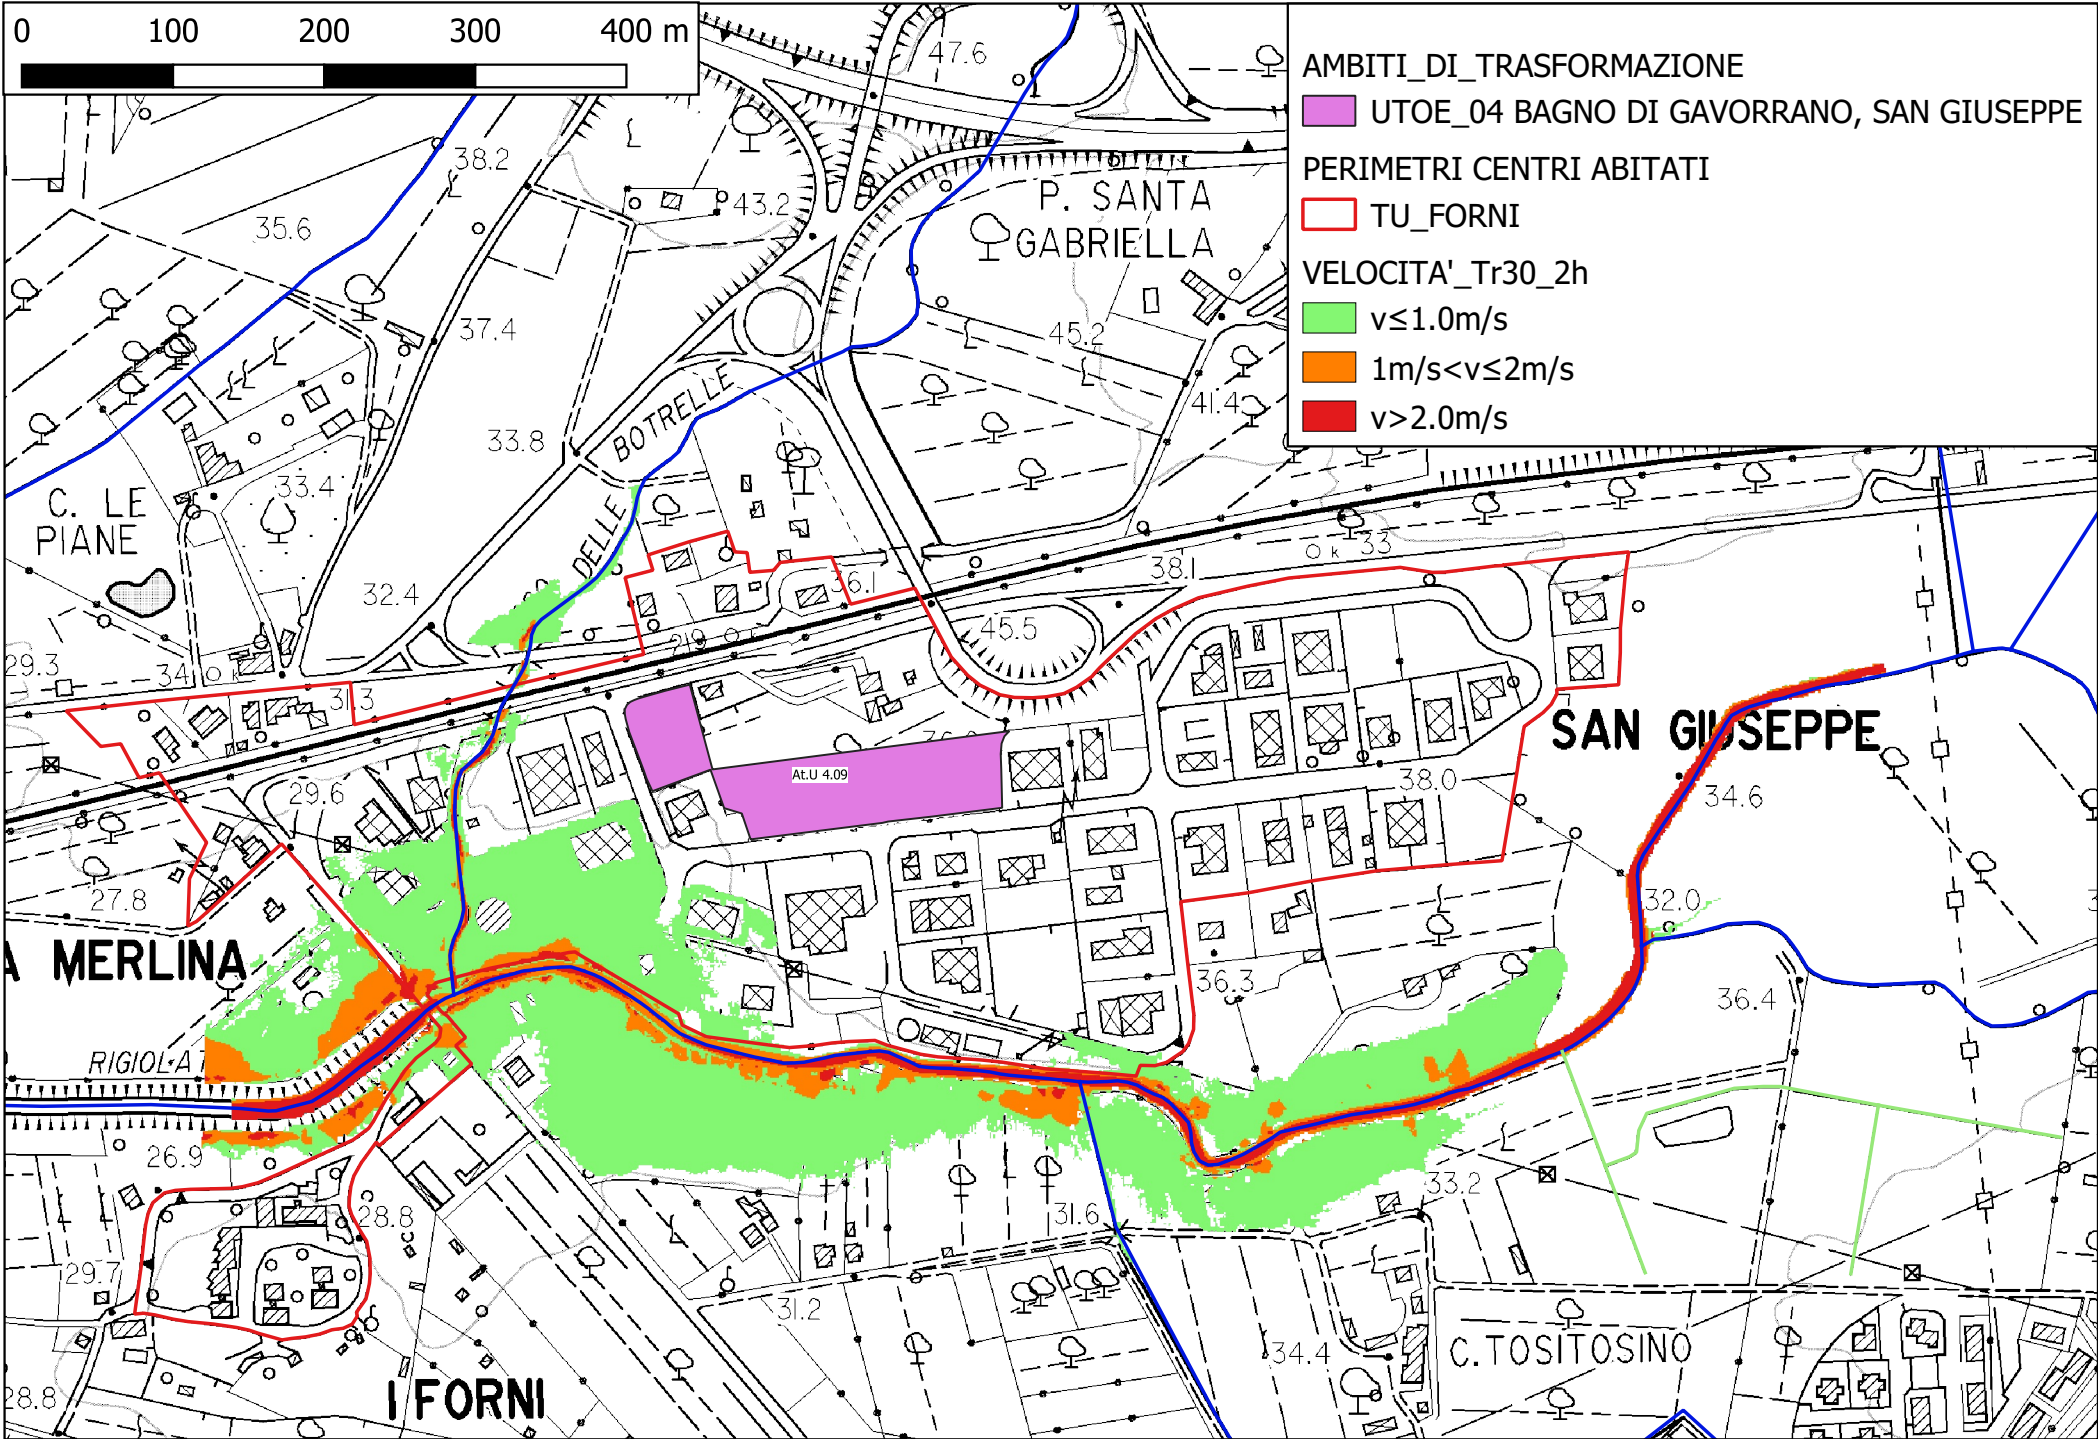 0 100 200 300 400 m
AMBITI_DI_TRASFORMAZIONE
UTOE_04 BAGNO DI GAVORRANO, SAN GIUSEPPE
PERIMETRI CENTRI ABITATI
TU_FORNI
VELOCITA'_Tr30_2h
v≤1.0m/s
1m/s<v≤2m/s
v>2.0m/s
47.6
38.2
43.2
P. SANTA
GABRIELLA
35.6
37.4
45.2
BOTRELLE
41.4
33.8
33.4
C. LE
PIANE
DELLE
k 33
38.1
36.1
32.4
45.5
29.3
34
k
31.3
SAN GIUSEPPE
At.U 4.09
38.0
34.6
29.6
27.8
32.0
A MERLINA
36.3
36.4
RIGIOLA
26.9
33.2
31.6
28.8
29.7
31.2
34.4
C. TOSITOSINO
28.8
I FORNI